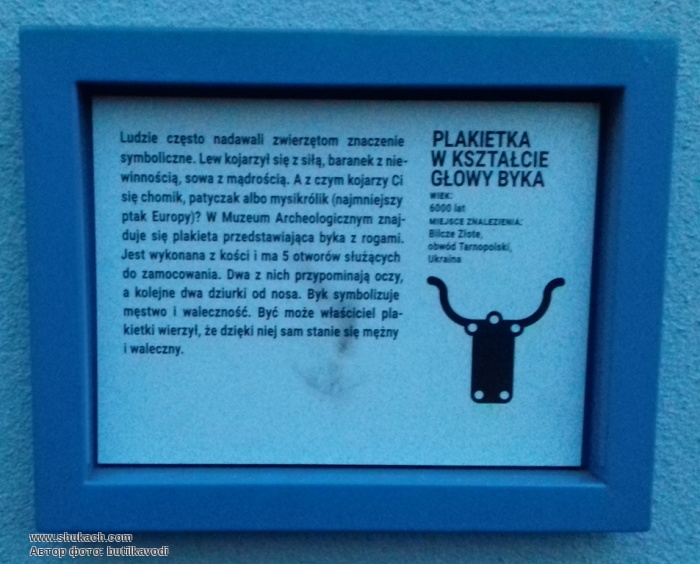 Ludzie często nadawali zwierzętom znaczenie
symboliczne. Lew kojarzył się z siłą, baranek z nie-
winnością, sowa z mądrością. A z czym kojarzy Ci
się chomik, patyczak albo mysikrólik (najmniejszy
ptak Europy)? W Muzeum Archeologicznym znaj-
duje się plakieta przedstawiająca byka z rogami.
Jest wykonana z kości i ma 5 otworów służących
do zamocowania. Dwa z nich przypominają oczy,
a kolejne dwa dziurki od nosa. Byk symbolizuje
męstwo i waleczność. Być może właściciel pla-
kietki wierzył, że dzięki niej sam stanie się mężny
i waleczny.
PLAKIETKA
W KSZTAŁCIE
GŁOWY BYKA
WIEK:
6000 lat
MIEJSCE ZNALEZIENIA:
Bilcze Złote,
obwód Tarnopolski,
Ukraina
www.shukach.com
Автор фото: butilkavodi